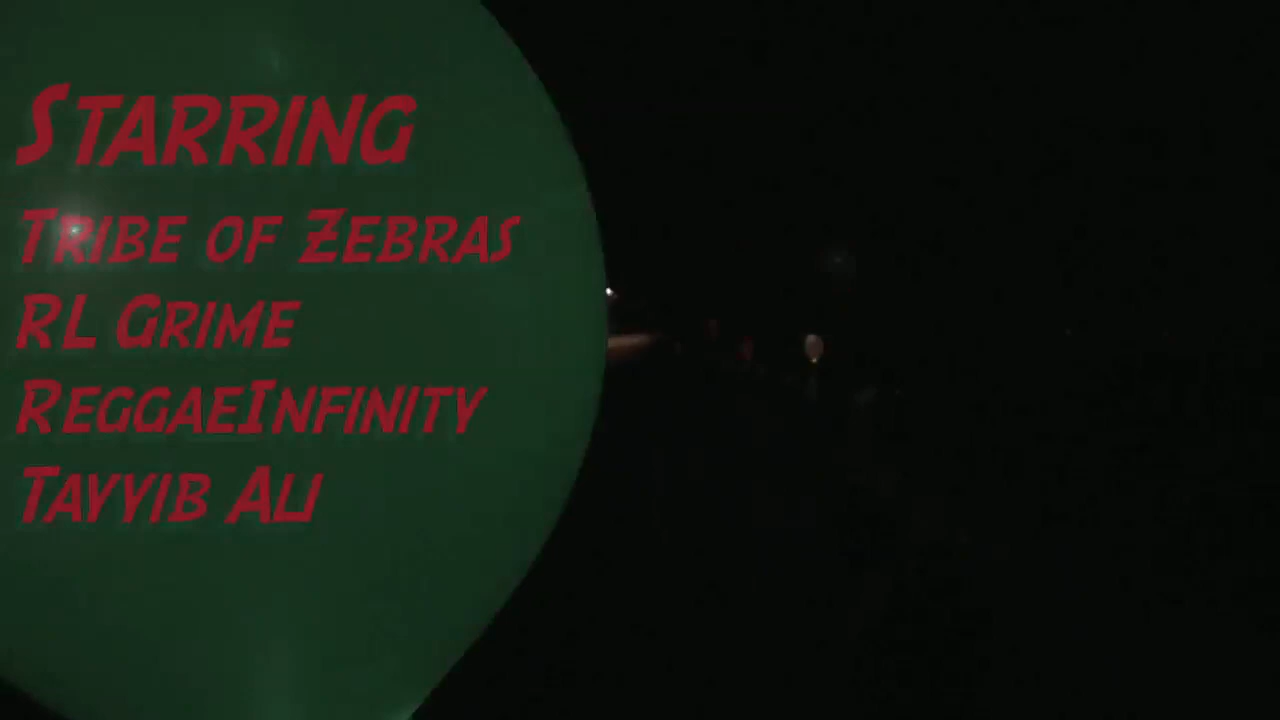 Starring
Tribe of Zebras
RL Grime
ReggaeInfinity
Tayyib Ali